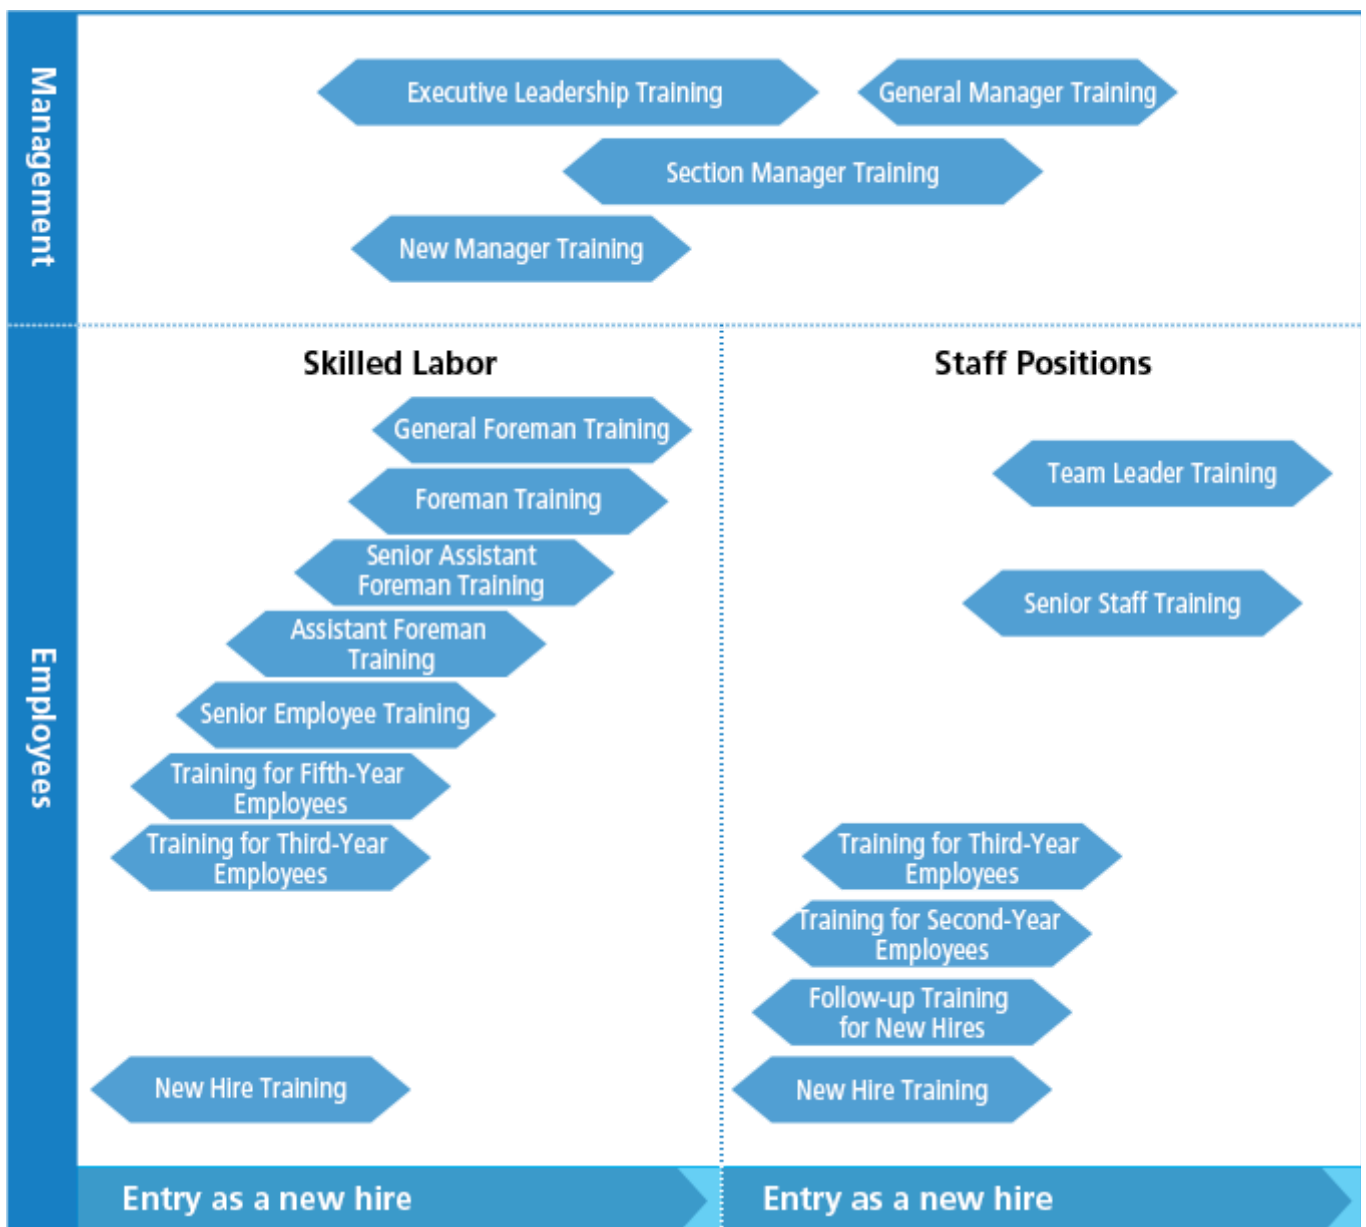 Management
Executive Leadership Training
General Manager Training
Section Manager Training
New Manager Training
Employees
Skilled Labor
General Foreman Training
Foreman Training
Senior Assistant
Foreman Training
Assistant Foreman
Training
Senior Employee Training
Training for Fifth-Year
Employees
Training for Third-Year
Employees
New Hire Training
Entry as a new hire
Staff Positions
Team Leader Training
Senior Staff Training
Training for Third-Year
Employees
Training for Second-Year
Employees
Follow-up Training
for New Hires
New Hire Training
Entry as a new hire